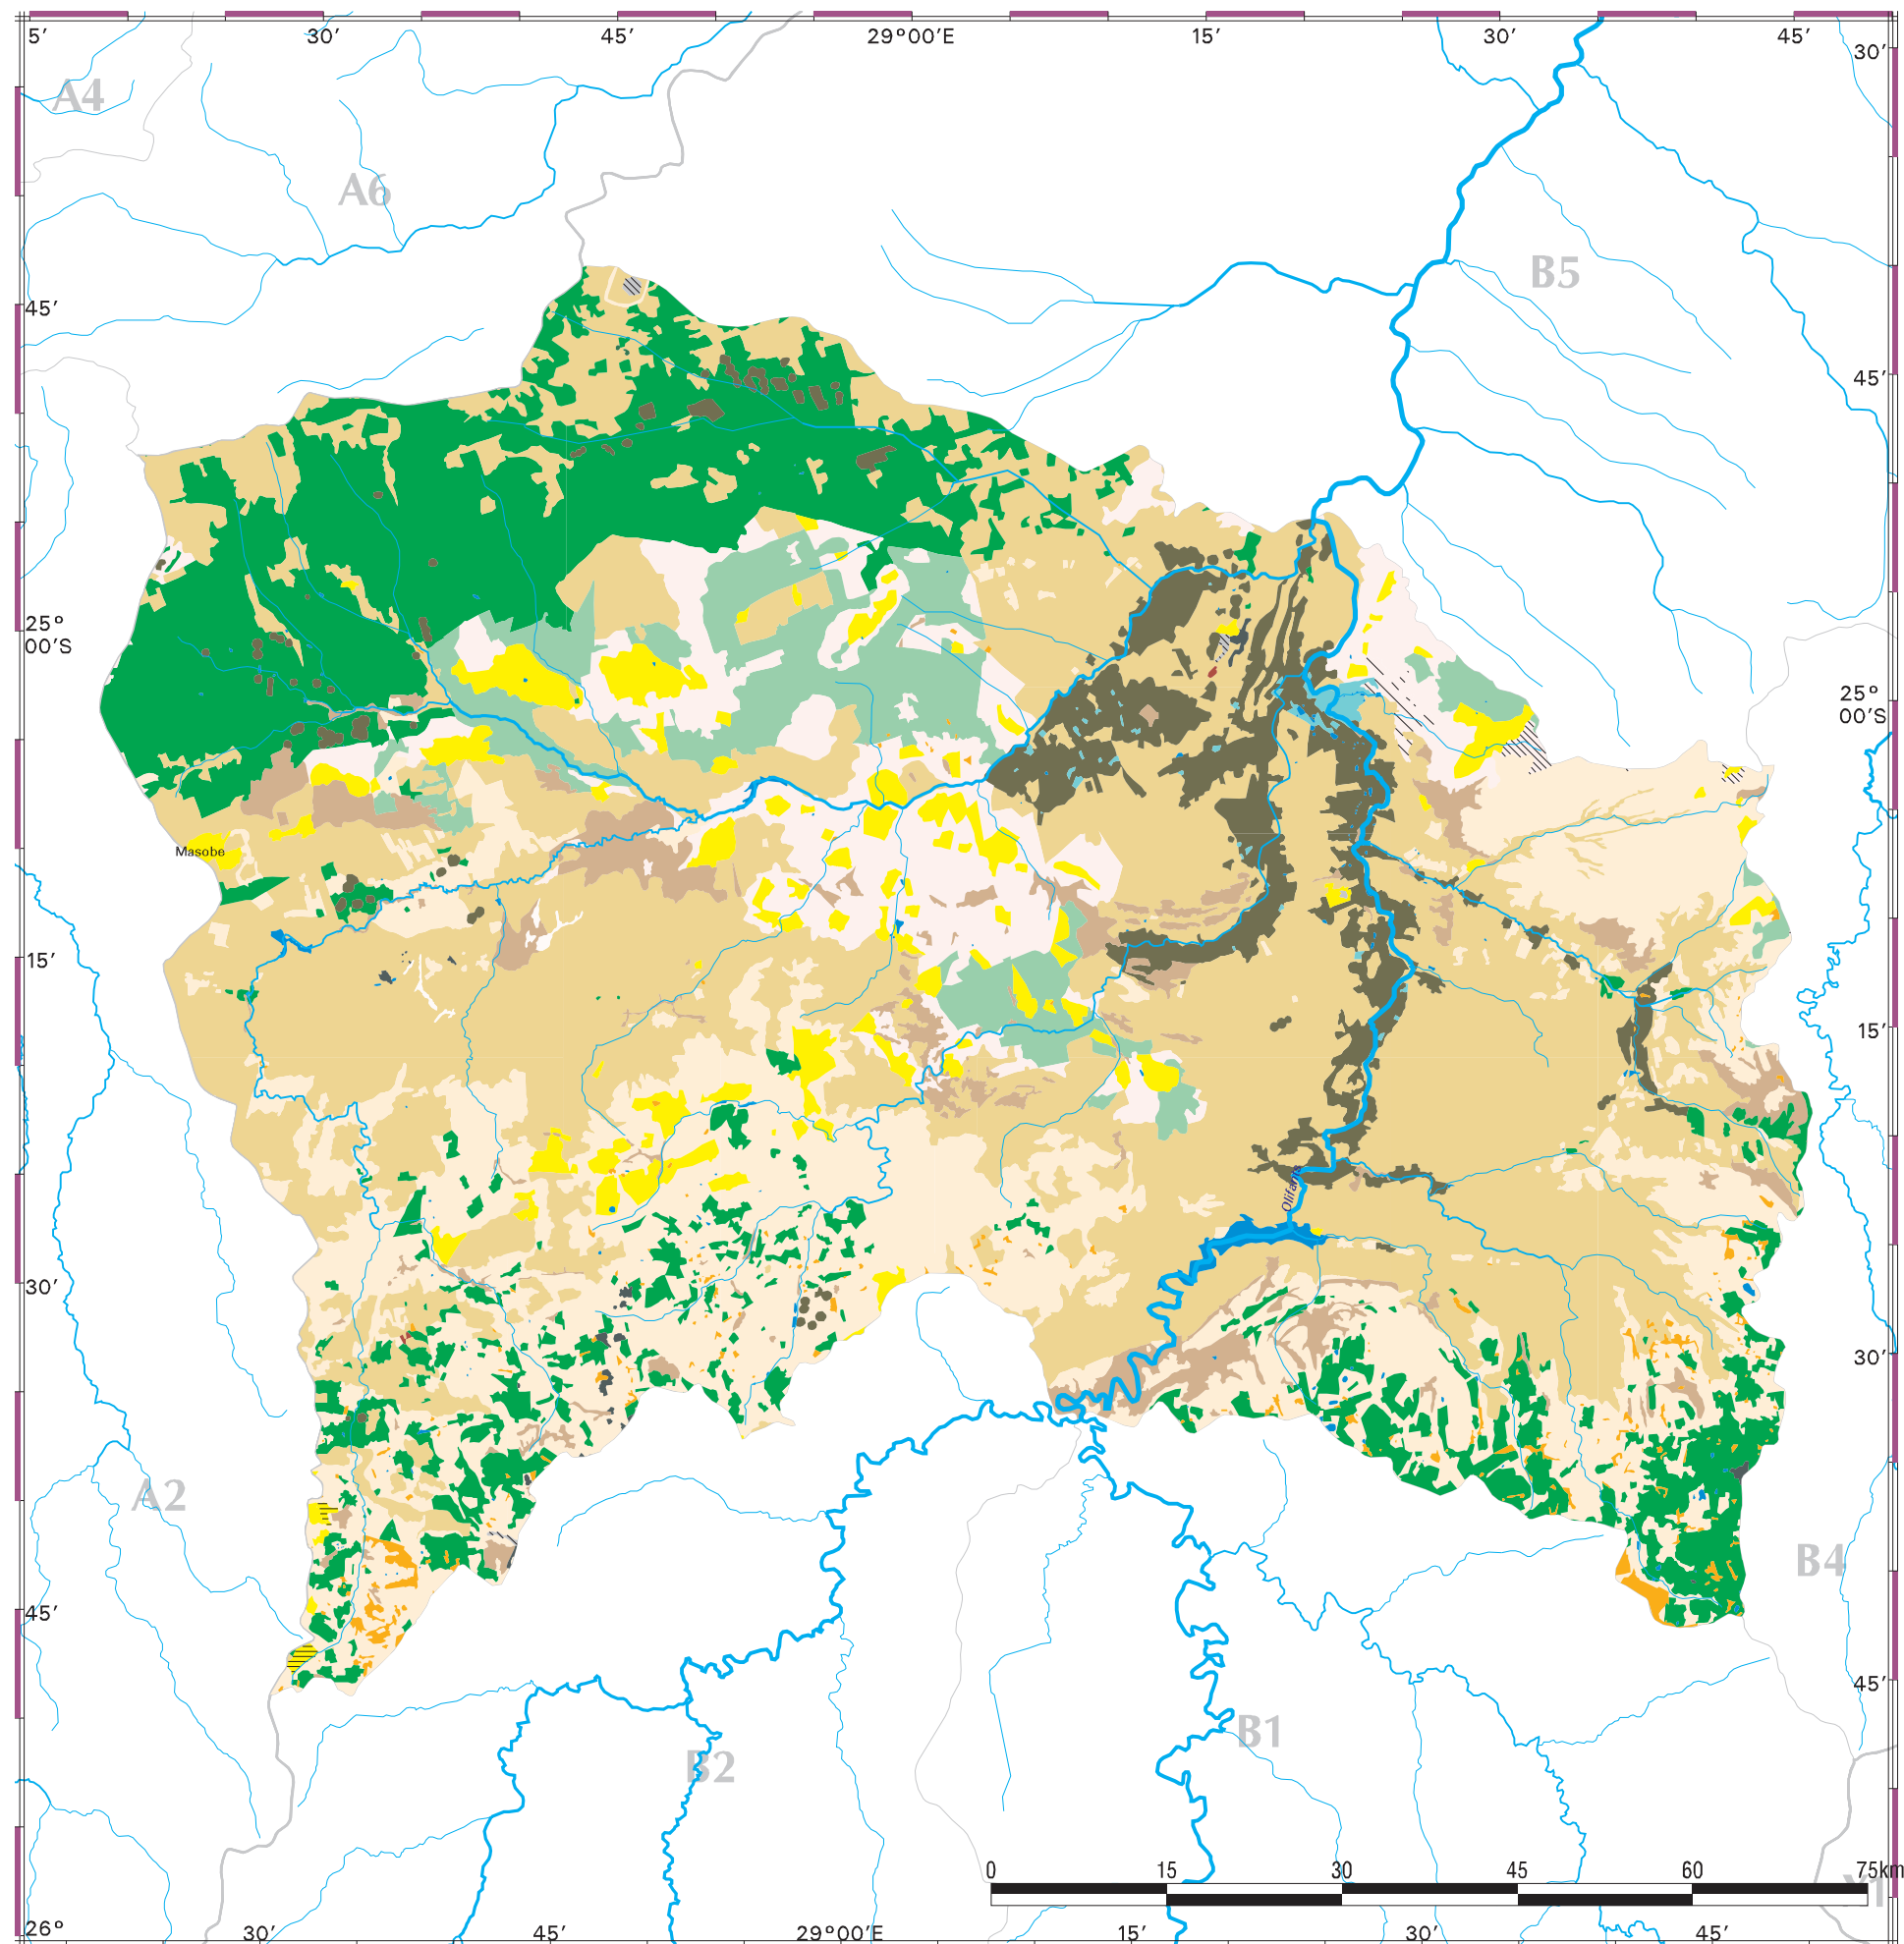 5′ 30′ 45′ 29°00′E 15′ 30′ 45′
30′
A4
A6
B5
45′
45′
25°
00′S
25°
00′S
Masobe
15′
15′
Olifants
30′
30′
A2
B4
45′
45′
B1
B2
0 15 30 45 60 75km
26° 30′ 45′ 29°00′E 15′ 30′ 45′